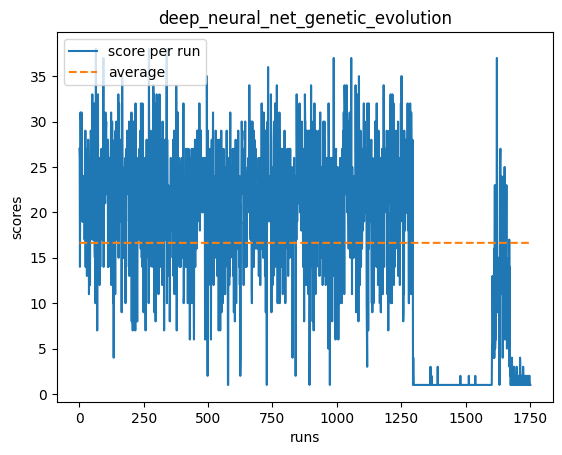 deep_neural_net_genetic_evolution
score per run
average
scores
35
30
25
20
15
10
5
0
0 250 500 750 1000 1250 1500 1750
runs